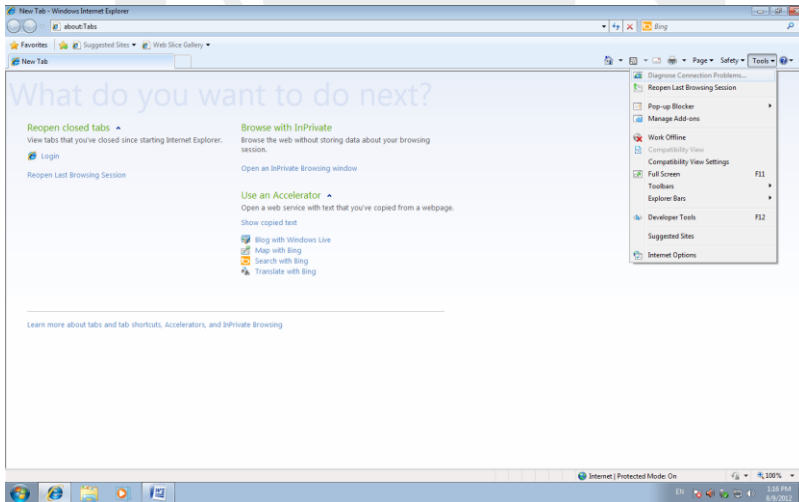 New Tab - Windows Internet Explorer
about:Tabs
Bing
Favorites Suggested Sites Web Slice Gallery
New Tab
Page Safety Tools
What do you want to do next?
Reopen closed tabs
View tabs that you've closed since starting Internet Explorer.
Login
Reopen Last Browsing Session
Browse with InPrivate
Browse the web without storing data about your browsing
session.
Open an InPrivate Browsing window
Use an Accelerator
Open a web service with text that you've copied from a webpage.
Show copied text
Blog with Windows Live
Map with Bing
Search with Bing
Translate with Bing
Learn more about tabs and tab shortcuts, Accelerators, and InPrivate Browsing
Diagnose Connection Problems...
Reopen Last Browsing Session
Pop-up Blocker
Manage Add-ons
Work Offline
Compatibility View
Compatibility View Settings
Full Screen F11
Toolbars
Explorer Bars
Developer Tools F12
Suggested Sites
Internet Options
Internet | Protected Mode: On
100%
EN
1:16 PM
8/9/2012